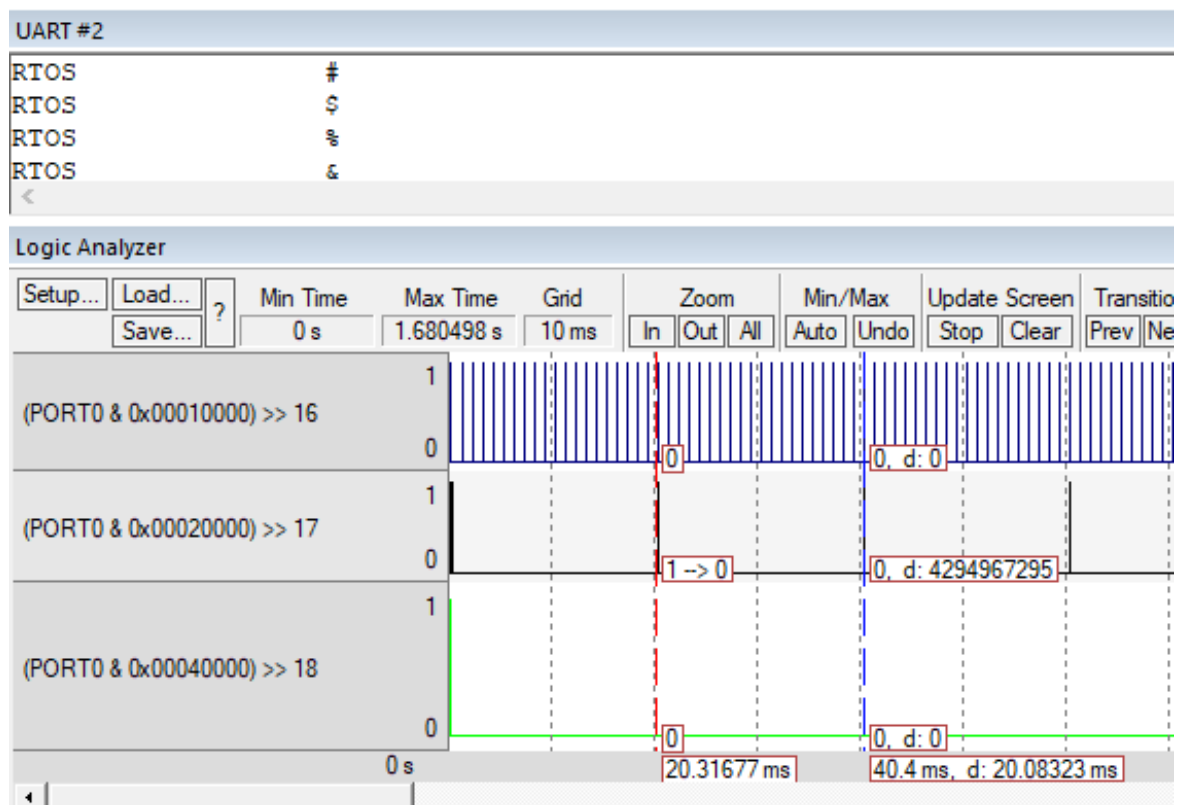 UART #2
RTOS #
RTOS $
RTOS %
RTOS &
<
Logic Analyzer
Setup... Load... ? Min Time Max Time Grid Zoom Min/Max Update Screen Transitio
Save... 0 s 1.680498 s 10 ms In Out All Auto Undo Stop Clear Prev Ne
1
(PORT0 & 0x00010000) >> 16
0 0 0, d: 0
1
(PORT0 & 0x00020000) >> 17
0 1 --> 0 0, d: 4294967295
1
(PORT0 & 0x00040000) >> 18
0 0 0, d: 0
0 s 20.31677 ms 40.4 ms, d: 20.08323 ms